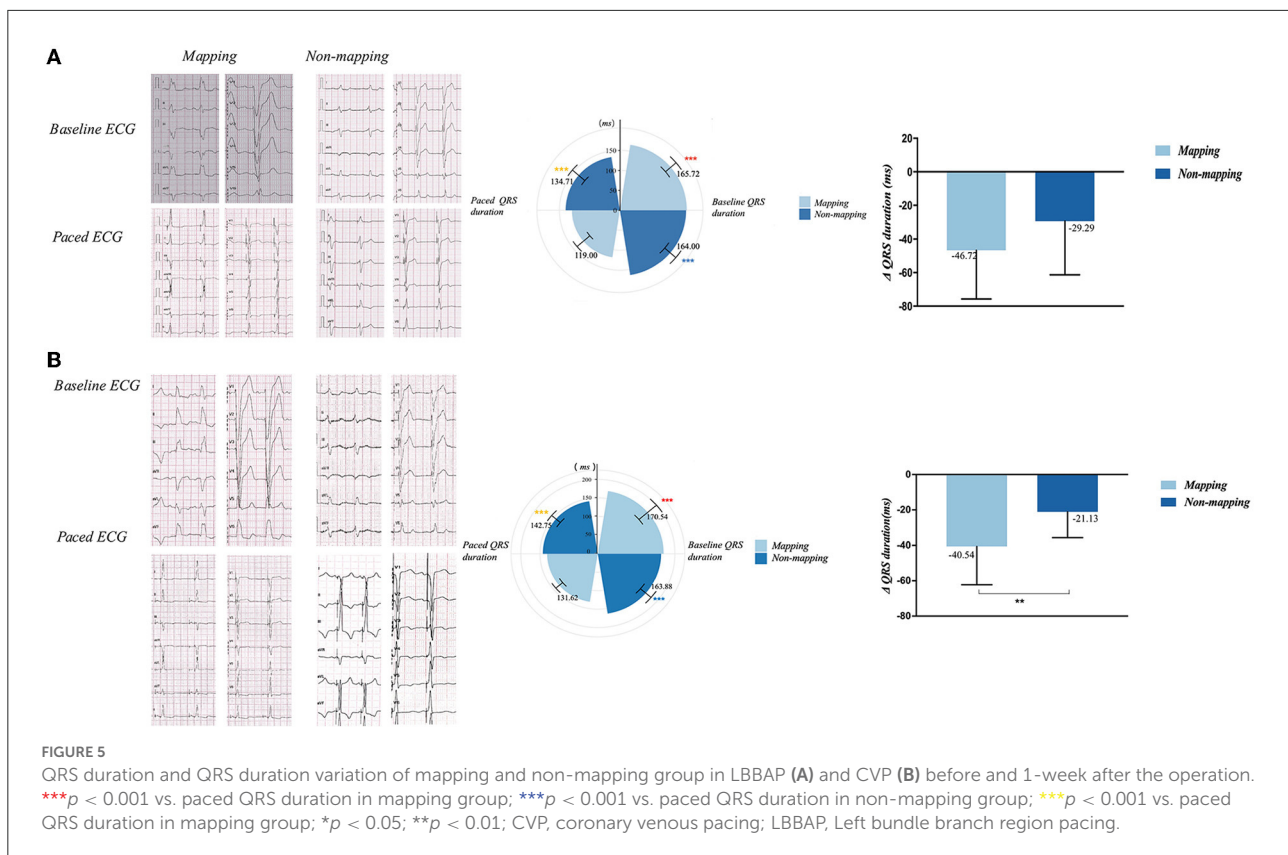 A
Mapping
Non-mapping
Baseline ECG
Paced ECG
(ms)
150
100
50
0
***
134.71
***
165.72
Paced QRS
duration
Baseline QRS
duration
Mapping
Non-mapping
119.00
164.00
***
20
0
-20
-40
-60
-80
Δ QRS duration (ms)
-46.72
-29.29
Mapping
Non-mapping
B
Baseline ECG
Paced ECG
(ms)
200
150
100
50
0
***
142.75
***
170.54
Paced QRS
duration
Baseline QRS
duration
Mapping
Non-mapping
131.62
163.88
***
0
-20
-40
-60
-80
Δ QRS duration(ms)
-40.54
-21.13
**
Mapping
Non-mapping
FIGURE 5
QRS duration and QRS duration variation of mapping and non-mapping group in LBBAP (A) and CVP (B) before and 1-week after the operation.
***p < 0.001 vs. paced QRS duration in mapping group; ***p < 0.001 vs. paced QRS duration in non-mapping group; ***p < 0.001 vs. paced
QRS duration in mapping group; *p < 0.05; **p < 0.01; CVP, coronary venous pacing; LBBAP, Left bundle branch region pacing.